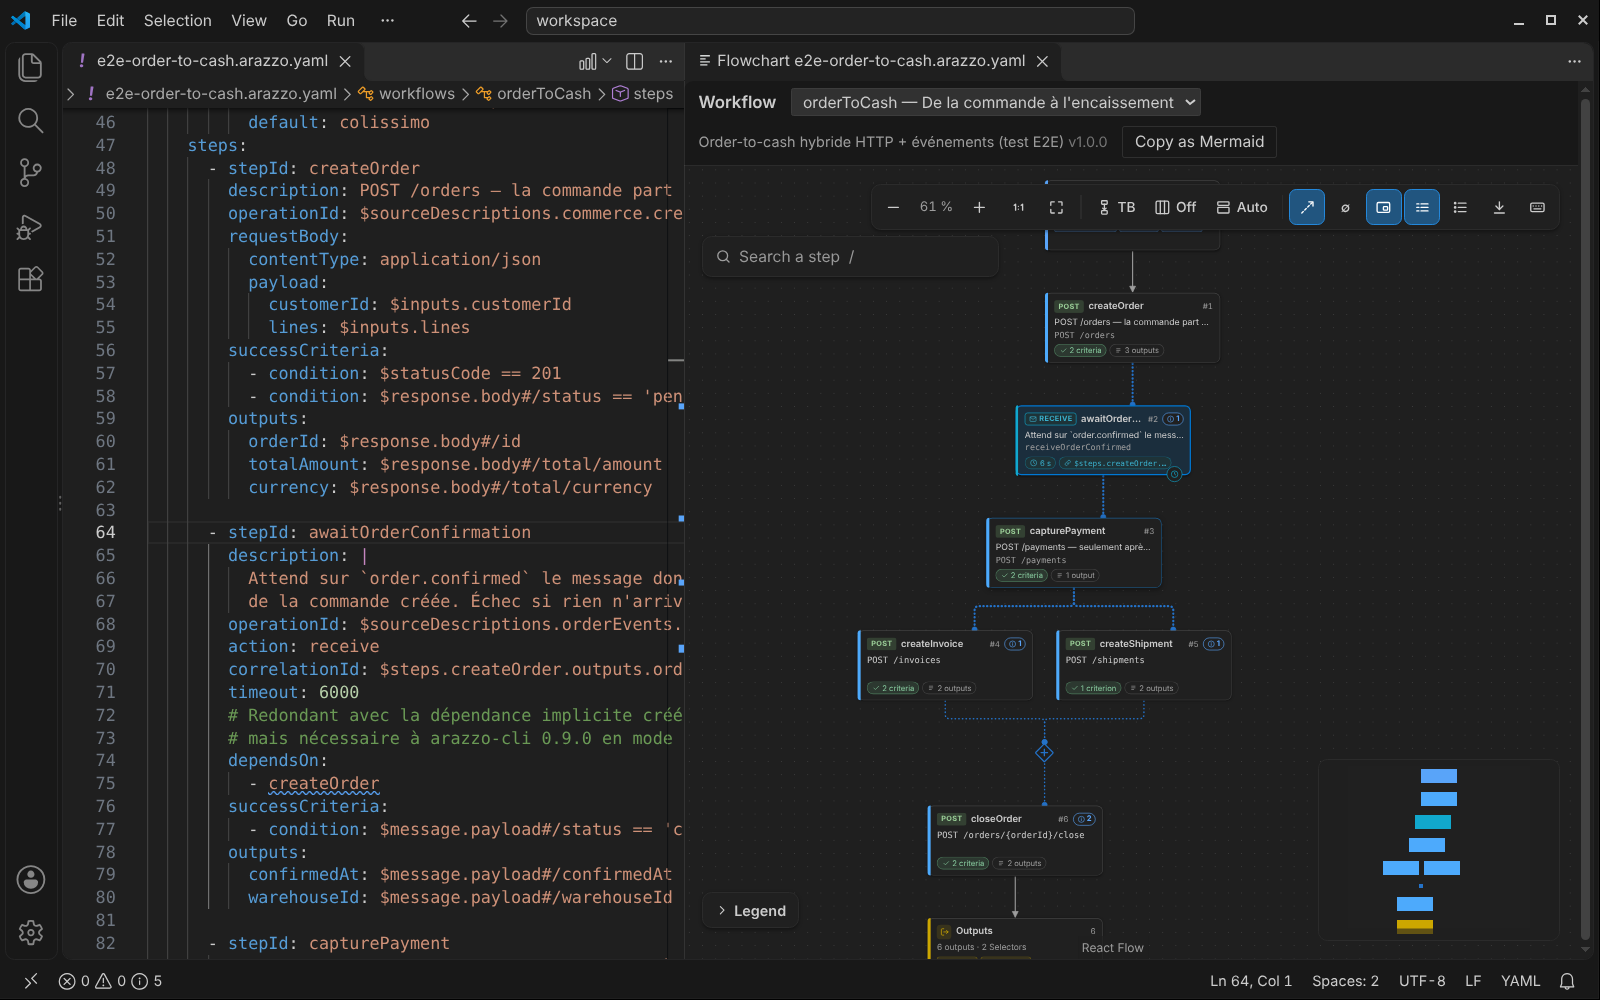 File Edit Selection View Go Run ···
workspace
! e2e-order-to-cash.arazzo.yaml
Flowchart e2e-order-to-cash.arazzo.yaml
! e2e-order-to-cash.arazzo.yaml > workflows > orderToCash > steps
46 default: colissimo
47 steps:
48 - stepId: createOrder
49 description: POST /orders — la commande part
50 operationId: $sourceDescriptions.commerce.cre
51 requestBody:
52 contentType: application/json
53 payload:
54 customerId: $inputs.customerId
55 lines: $inputs.lines
56 successCriteria:
57 - condition: $statusCode == 201
58 - condition: $response.body#/status == 'pen
59 outputs:
60 orderId: $response.body#/id
61 totalAmount: $response.body#/total/amount
62 currency: $response.body#/total/currency
63
64 - stepId: awaitOrderConfirmation
65 description: |
66 Attend sur `order.confirmed` le message don
67 de la commande créée. Échec si rien n'arriv
68 operationId: $sourceDescriptions.orderEvents.
69 action: receive
70 correlationId: $steps.createOrder.outputs.ord
71 timeout: 6000
72 # Redondant avec la dépendance implicite créé
73 # mais nécessaire à arazzo-cli 0.9.0 en mode
74 dependsOn:
75 - createOrder
76 successCriteria:
77 - condition: $message.payload#/status == 'c
78 outputs:
79 confirmedAt: $message.payload#/confirmedAt
80 warehouseId: $message.payload#/warehouseId
81
82 - stepId: capturePayment
Workflow orderToCash — De la commande à l'encaissement
Order-to-cash hybride HTTP + événements (test E2E) v1.0.0 Copy as Mermaid
61 % 1:1 TB Off Auto
Search a step /
POST createOrder #1
POST /orders — la commande part ...
POST /orders
2 criteria 3 outputs
RECEIVE awaitOrder... #2 1
Attend sur `order.confirmed` le mess...
receiveOrderConfirmed
6 s $steps.createOrder...
POST capturePayment #3
POST /payments — seulement aprè...
POST /payments
2 criteria 1 output
POST createInvoice #4 1
POST /invoices
2 criteria 2 outputs
POST createShipment #5 1
POST /shipments
1 criterion 2 outputs
POST closeOrder #6 2
POST /orders/{orderId}/close
2 criteria 2 outputs
Legend
Outputs 6
6 outputs · 2 Selectors
React Flow
0 0 5
Ln 64, Col 1 Spaces: 2 UTF-8 LF YAML